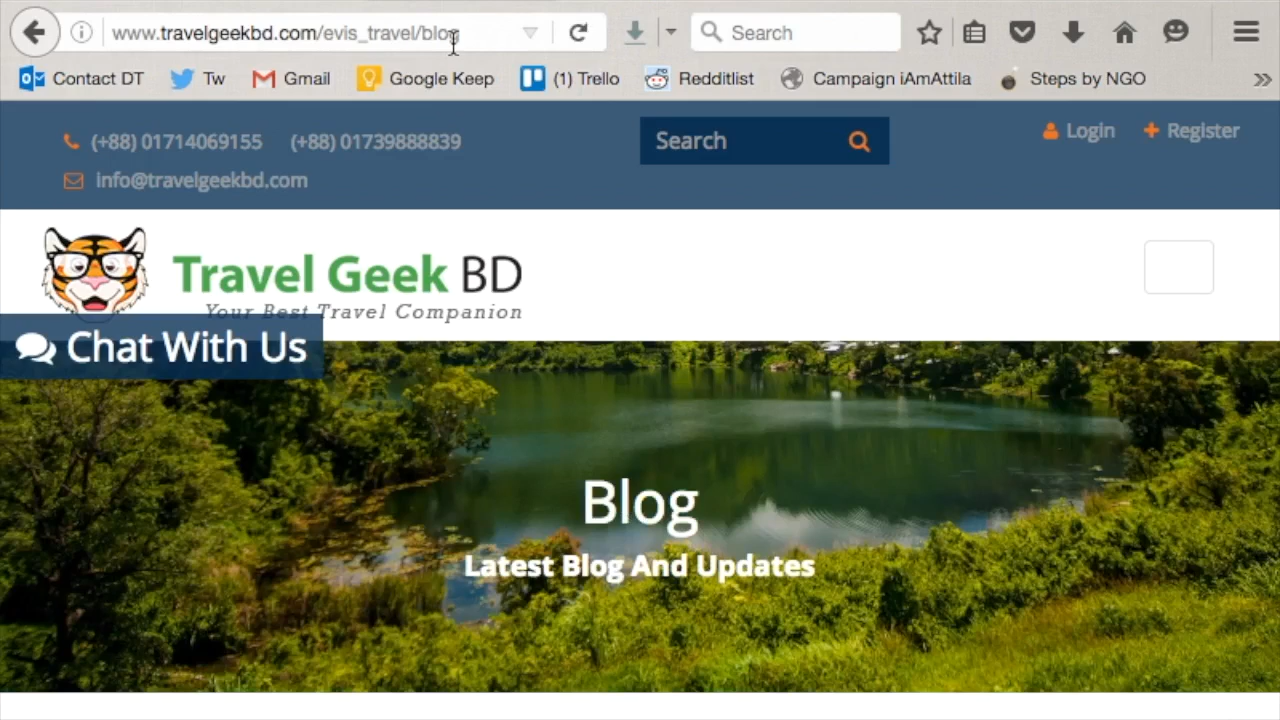 www.travelgeekbd.com/evis_travel/blog
Search
Contact DT
Tw
Gmail
Google Keep
(1) Trello
Redditlist
Campaign iAmAttila
Steps by NGO
(+88) 01714069155 (+88) 01739888839
Search
Login
Register
info@travelgeekbd.com
Travel Geek BD
Your Best Travel Companion
Chat With Us
Blog
Latest Blog And Updates